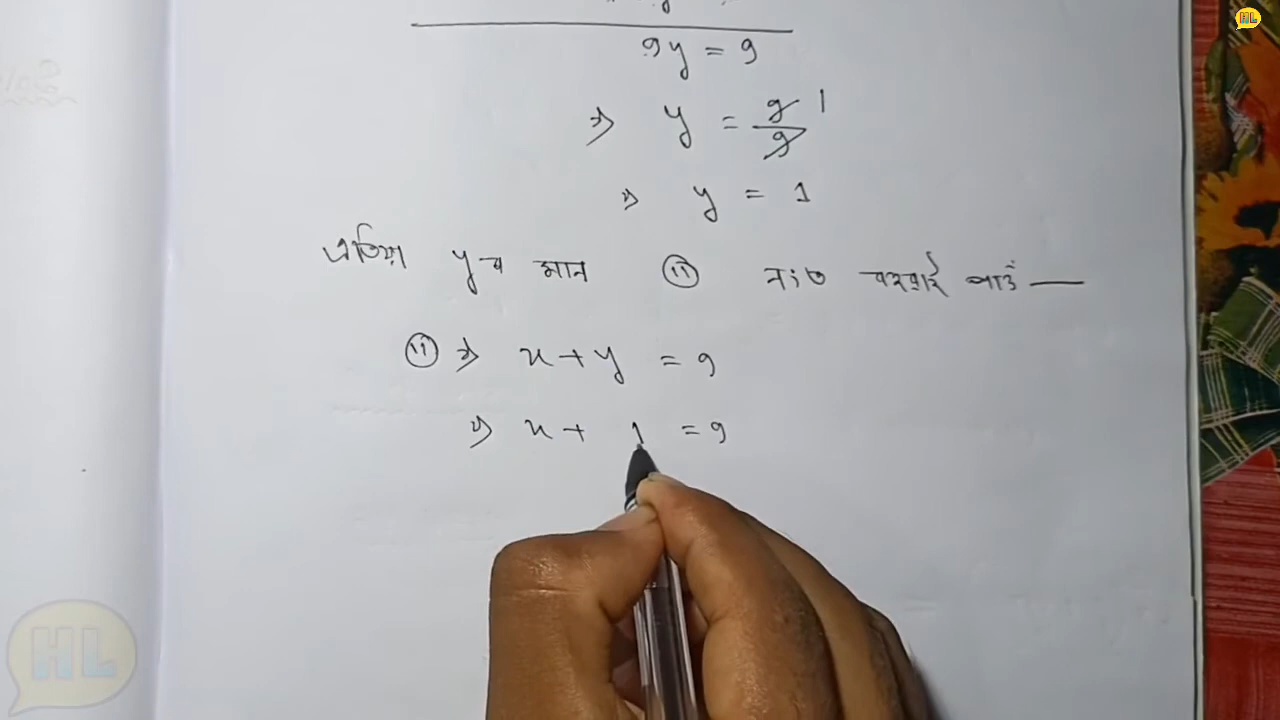 9y = 9
⇒ y = 9/9 1
⇒ y = 1
এতিয়া y ৰ মান (ii) নং ত বহুৱাই পাওঁ —
(ii) ⇒ x + y = 9
⇒ x + 1 = 9
HL
HL